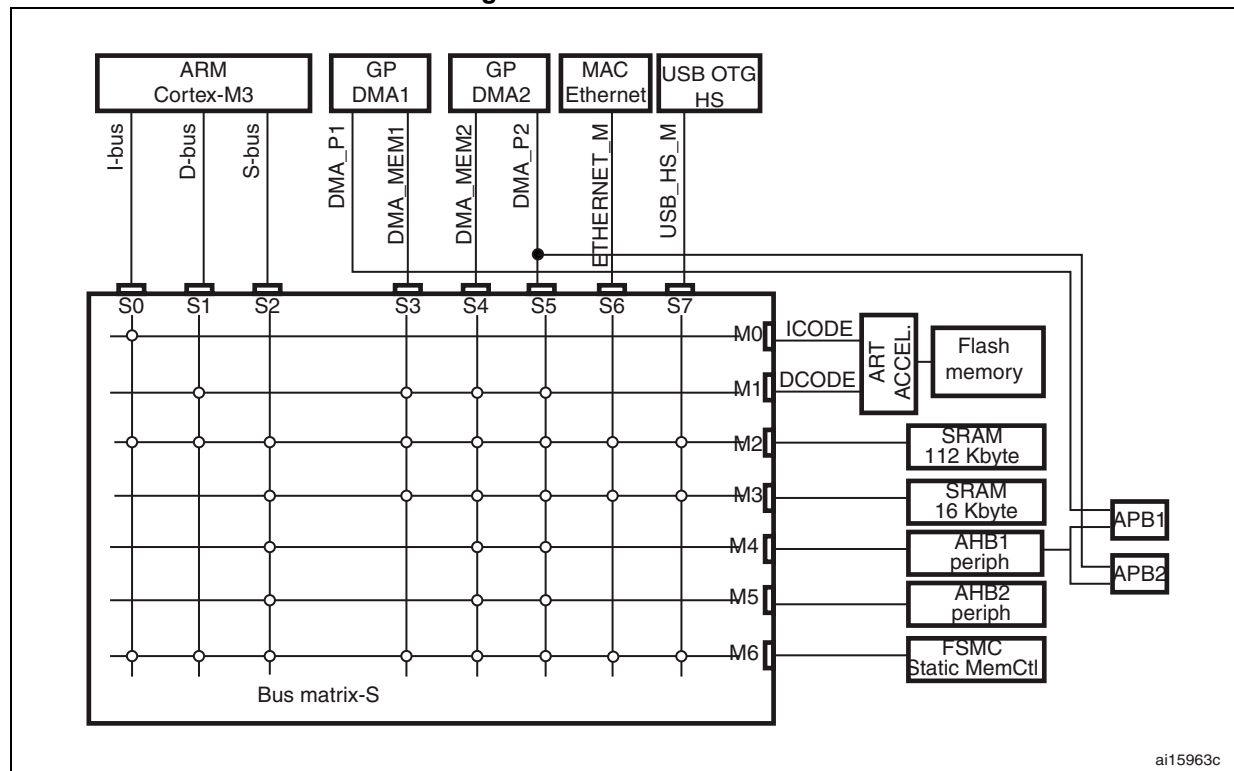 ARM
Cortex-M3
GP
DMA1
GP
DMA2
MAC
Ethernet
USB OTG
HS
I-bus
D-bus
S-bus
DMA_P1
DMA_MEM1
DMA_MEM2
DMA_P2
ETHERNET_M
USB_HS_M
S0
S1
S2
S3
S4
S5
S6
S7
M0
ICODE
M1
DCODE
ART
ACCEL.
Flash
memory
M2
SRAM
112 Kbyte
M3
SRAM
16 Kbyte
M4
AHB1
periph
APB1
M5
AHB2
periph
APB2
M6
FSMC
Static MemCtl
Bus matrix-S
ai15963c